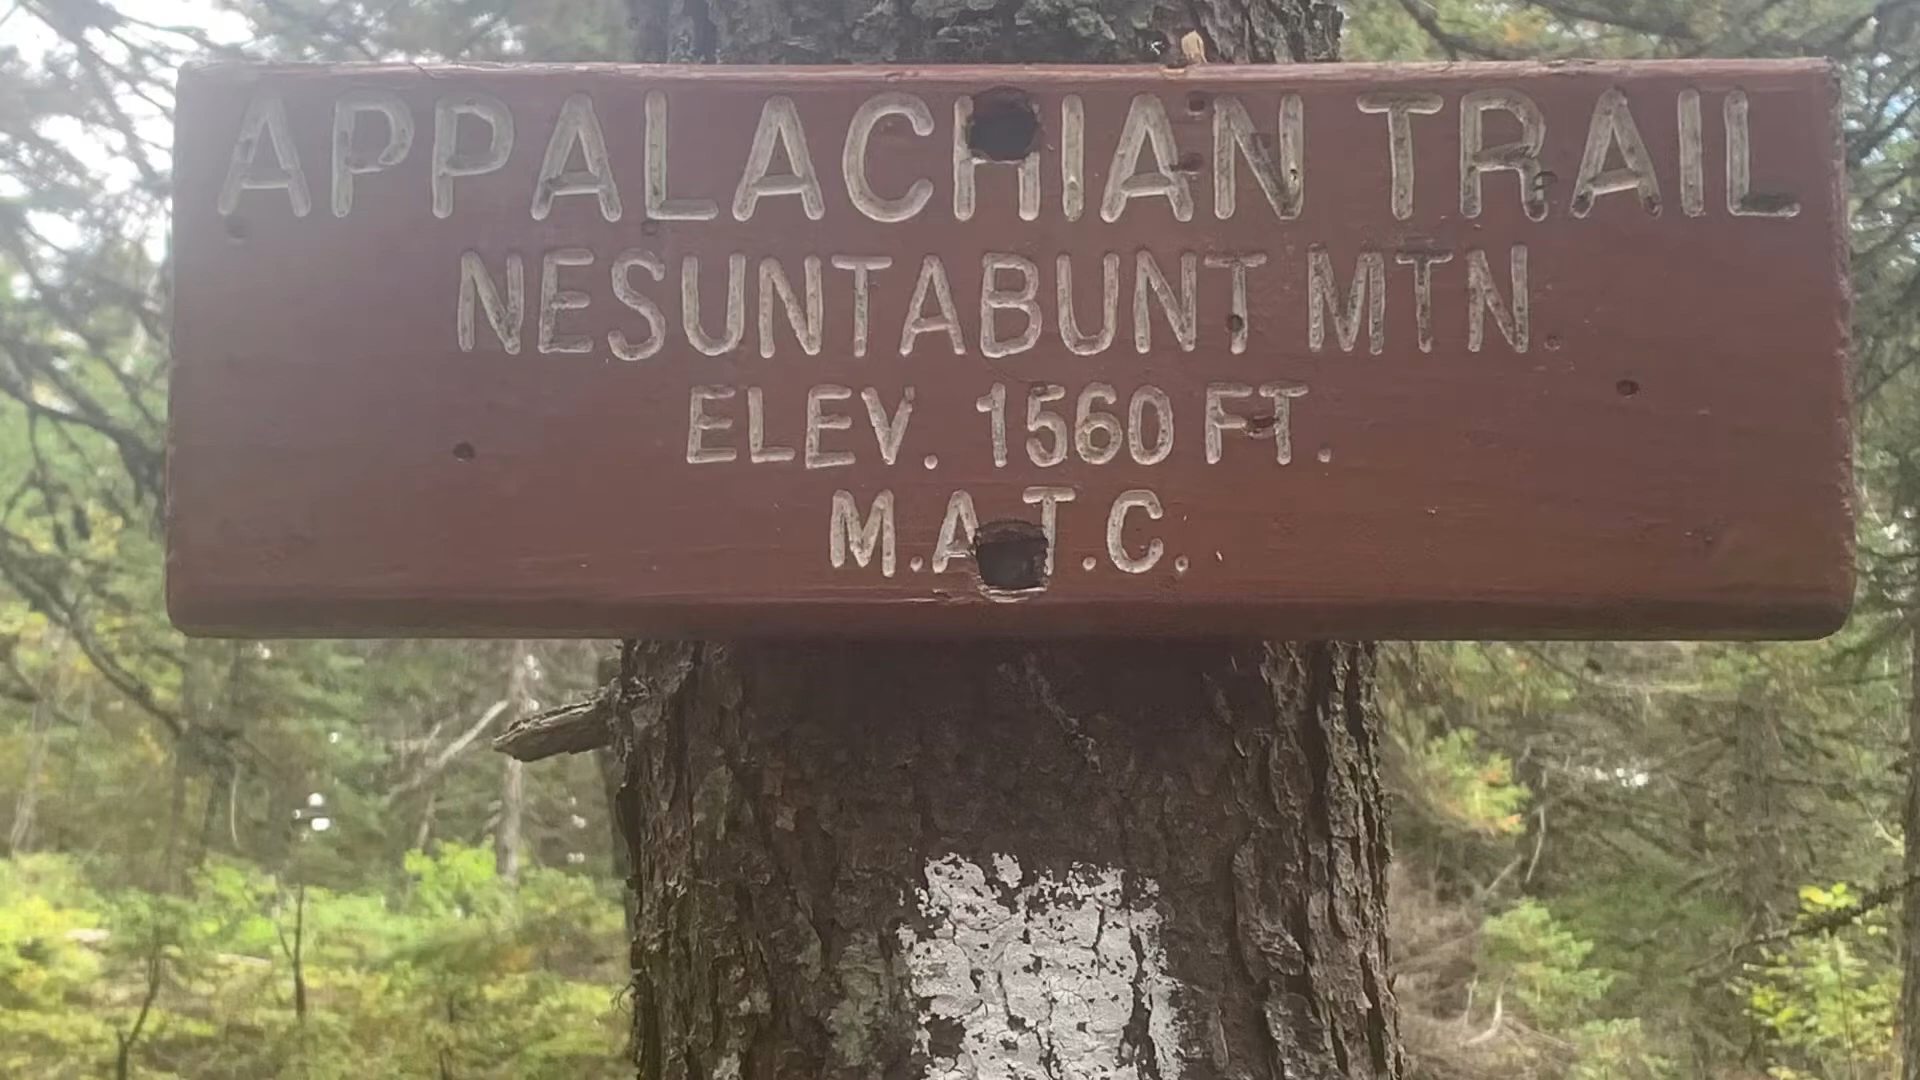 APPALACHIAN TRAIL
NESUNTABUNT MTN.
ELEV. 1560 FT.
M.A.T.C.